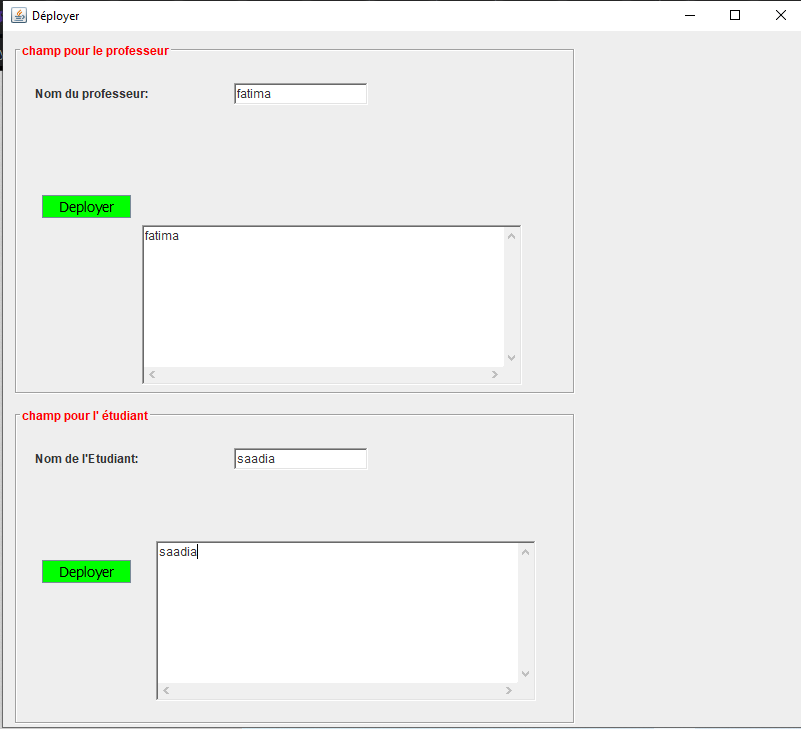 Déployer
champ pour le professeur
Nom du professeur:
fatima
Deployer
fatima
champ pour l' étudiant
Nom de l'Etudiant:
saadia
Deployer
saadia